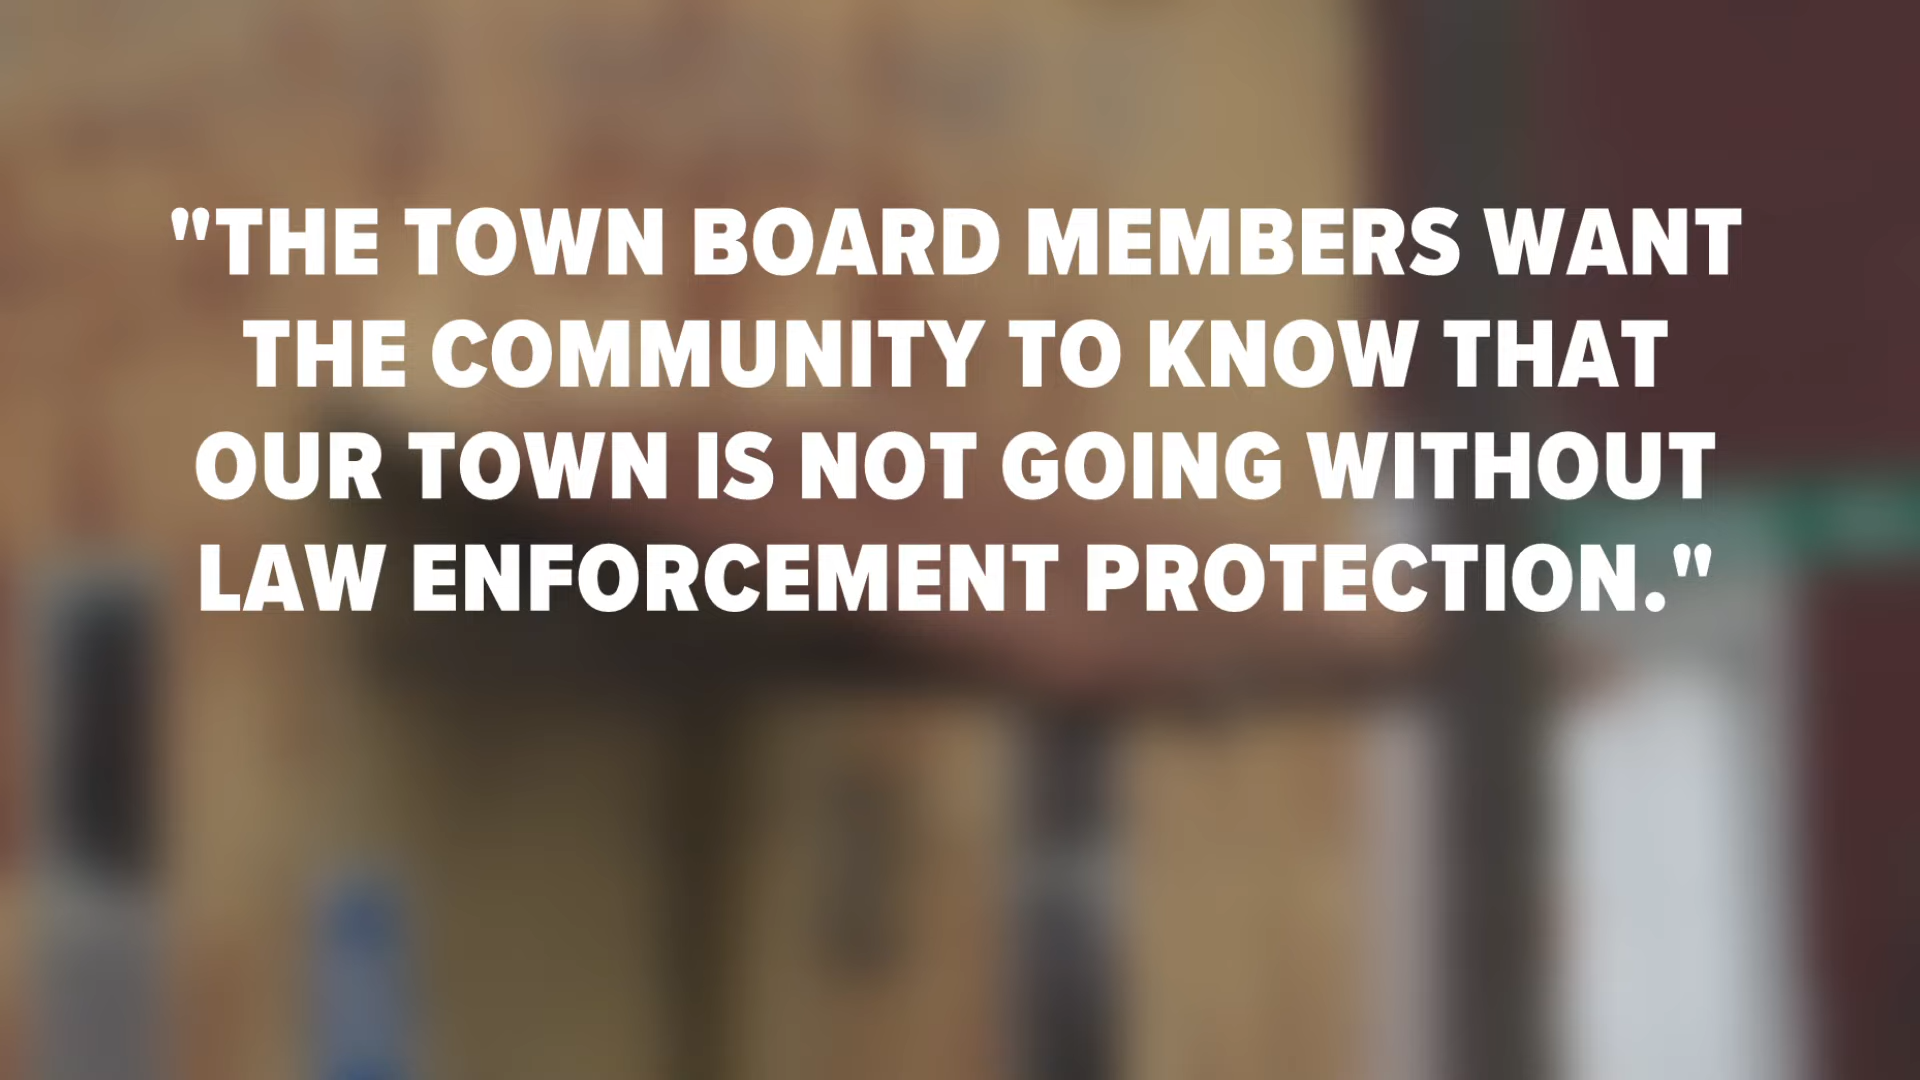 "THE TOWN BOARD MEMBERS WANT
THE COMMUNITY TO KNOW THAT
OUR TOWN IS NOT GOING WITHOUT
LAW ENFORCEMENT PROTECTION."